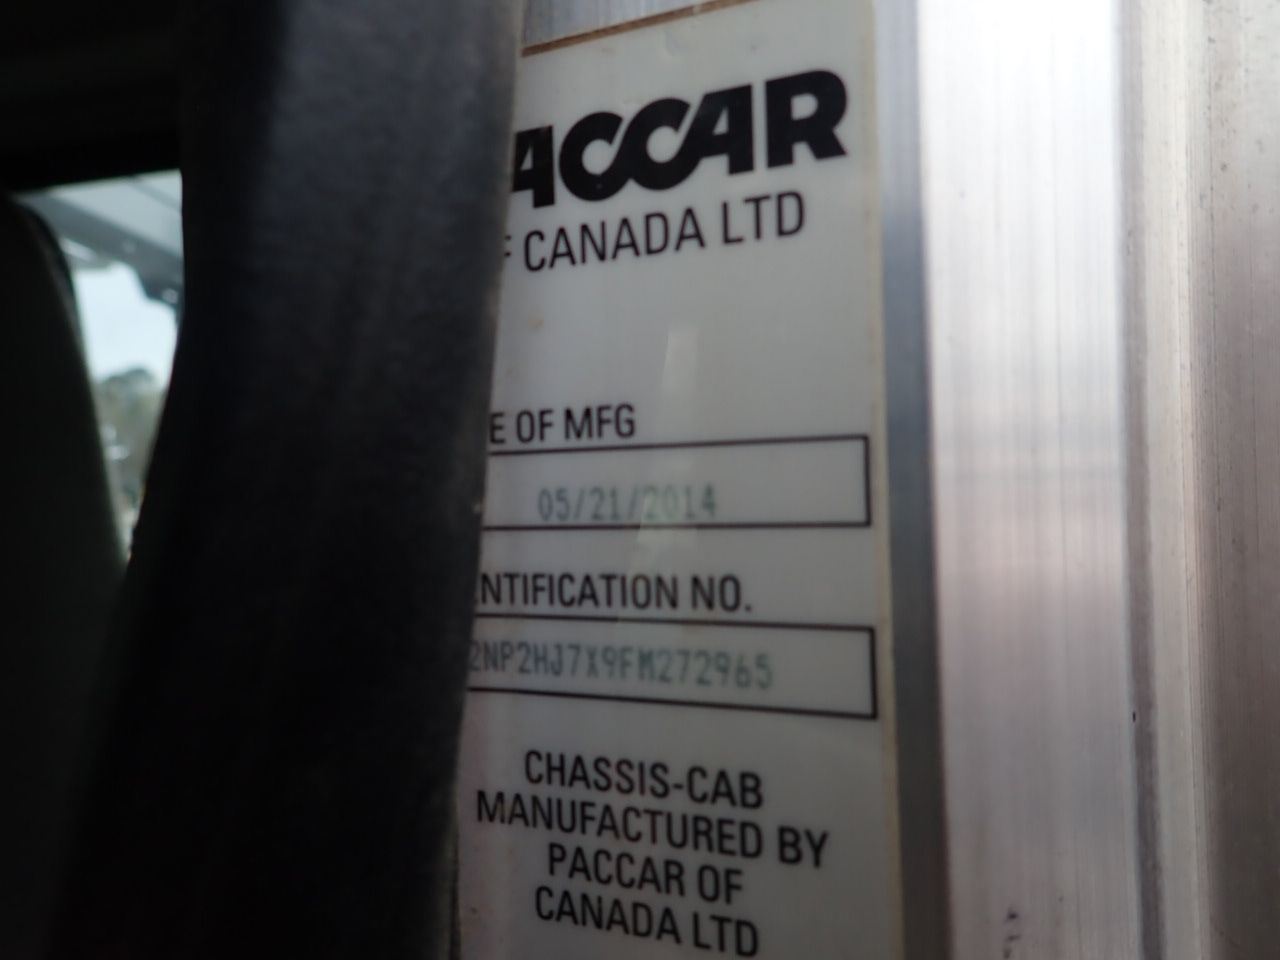 ACCAR
F CANADA LTD
E OF MFG
05/21/2014
NTIFICATION NO.
2NP2HJ7X9FM272965
CHASSIS-CAB
MANUFACTURED BY
PACCAR OF
CANADA LTD